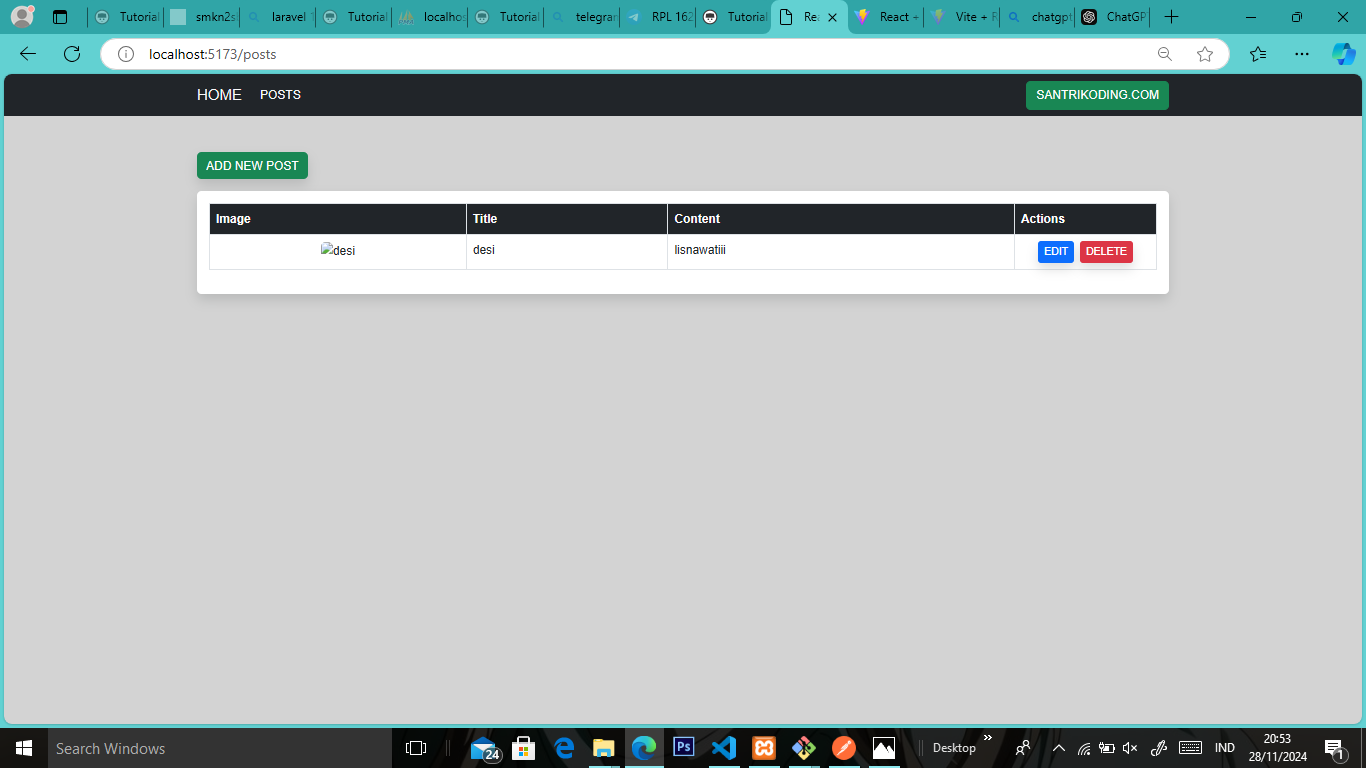 Tutorial
smkn2s
laravel 1
Tutorial
localhos
Tutorial
telegran
RPL 162
Tutorial
Rea
React +
Vite + R
chatgpt
ChatGP
localhost:5173/posts
HOME POSTS SANTRIKODING.COM
ADD NEW POST
Image Title Content Actions
desi desi lisnawatiii EDIT DELETE
Search Windows
24
Ps
Desktop
IND
20:53
28/11/2024
1